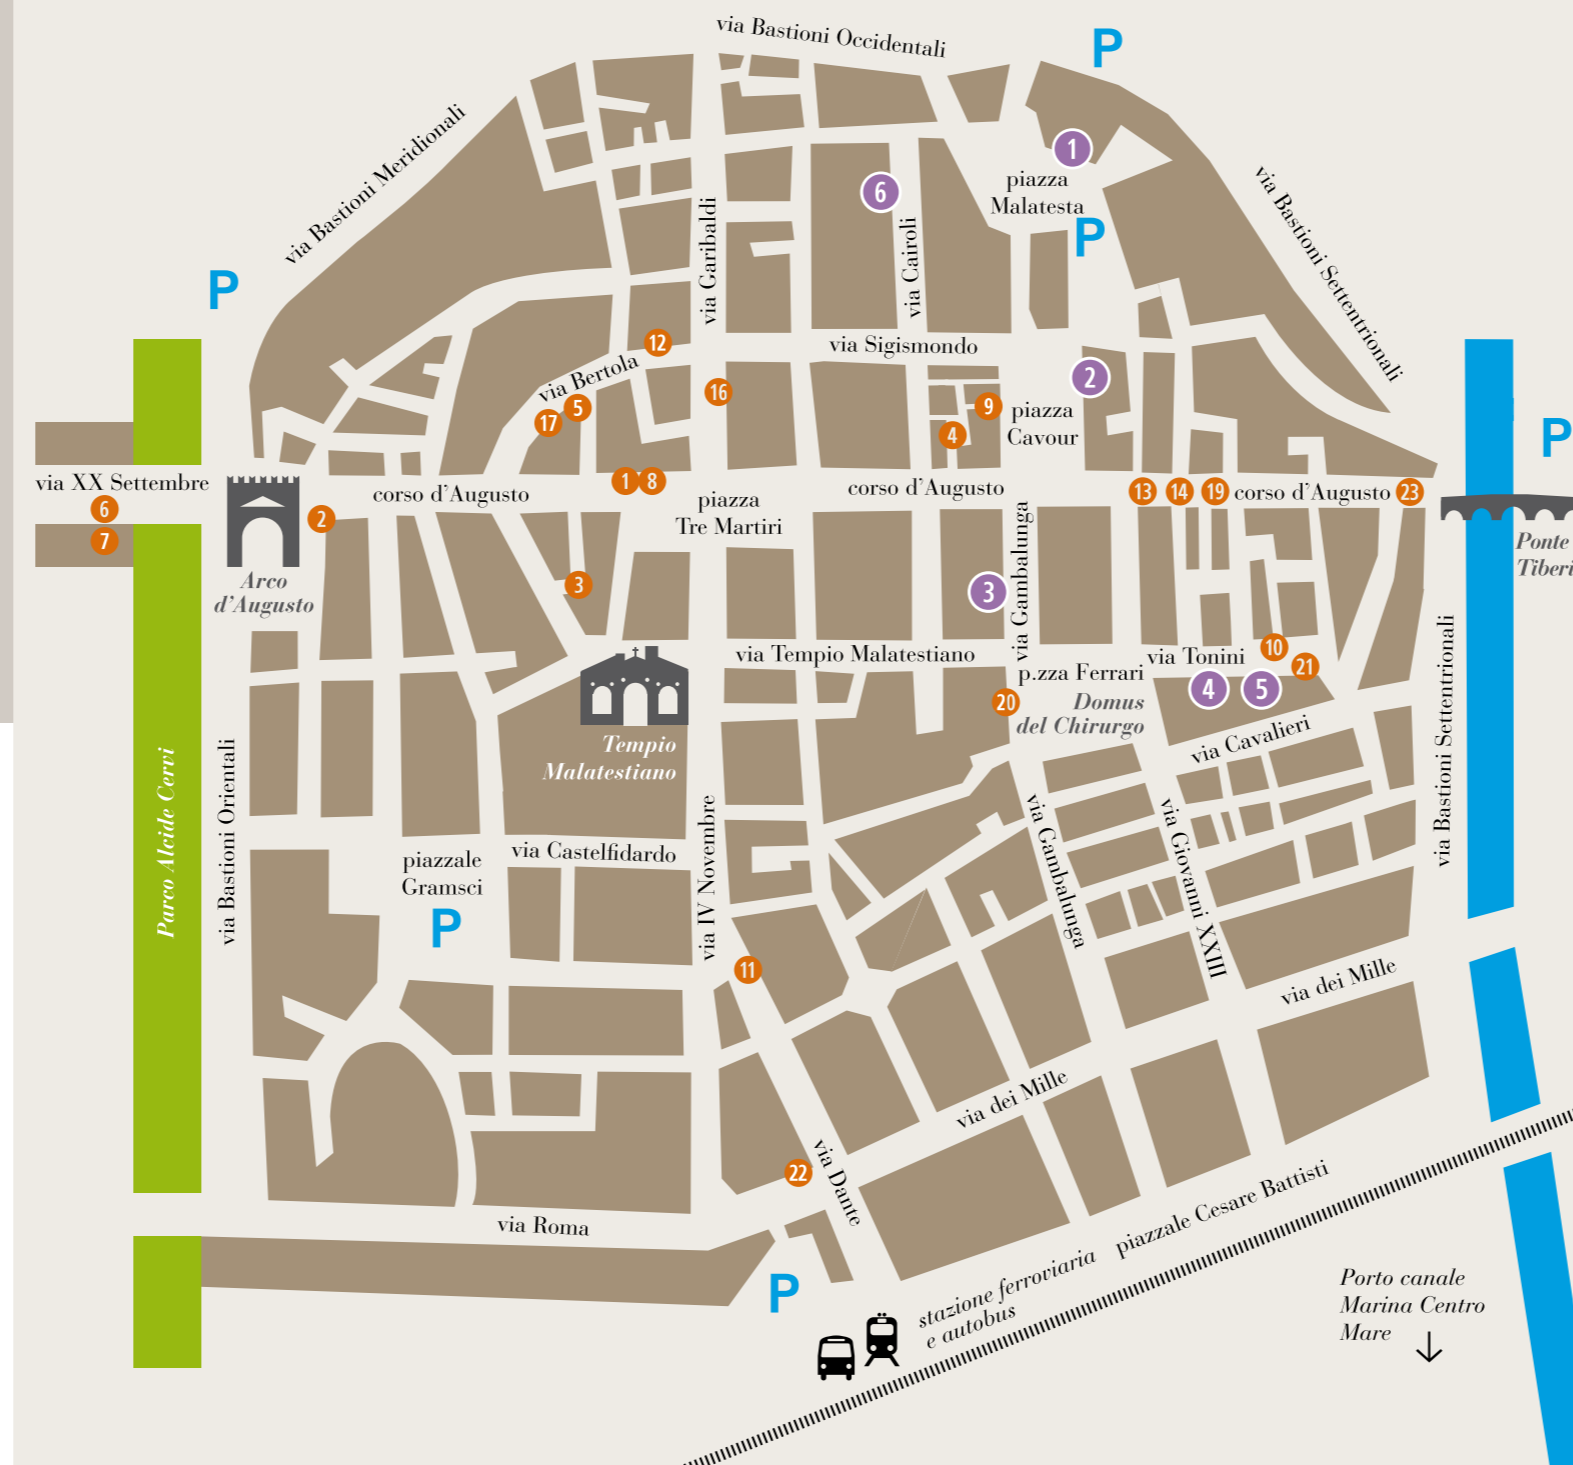 via Bastioni Occidentali
P
via Bastioni Meridionali
1
piazza
Malatesta
6
P
via Bastioni Settentrionali
via Garibaldi
via Cairoli
P
12
via Sigismondo
via Bertola
2
16
5
17
9
piazza
Cavour
4
P
via XX Settembre
6
7
corso d'Augusto
1
8
piazza
Tre Martiri
corso d'Augusto
13
14
19
corso d'Augusto
23
2
Arco
d'Augusto
Ponte
Tiberi
3
3
via Gambalunga
via Tempio Malatestiano
via Tonini
10
21
p.zza Ferrari
4
5
20
Domus
del Chirurgo
Tempio
Malatestiano
via Cavalieri
via Bastioni Settentrionali
Parco Alcide Cervi
via Bastioni Orientali
piazzale
Gramsci
P
via Castelfidardo
via IV Novembre
via Gambalunga
via Giovanni XXIII
11
via dei Mille
via dei Mille
22
via Dante
via Roma
P
piazzale Cesare Battisti
stazione ferroviaria
e autobus
Porto canale
Marina Centro
Mare